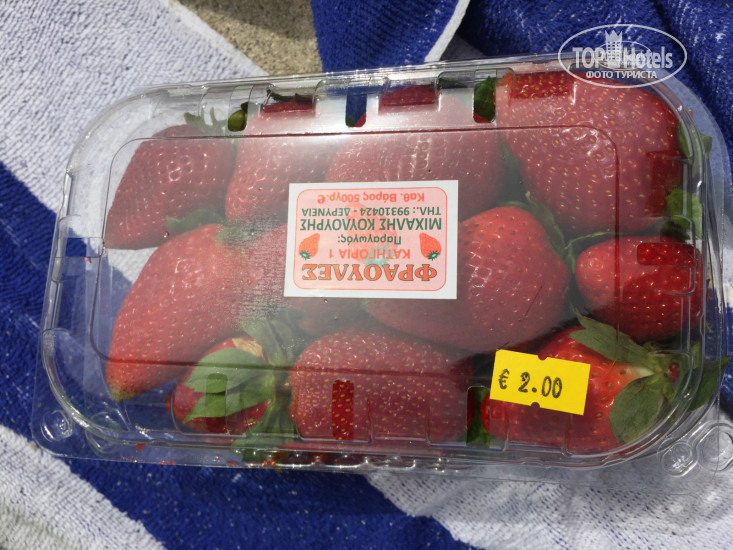 ΦΡΑΟΥΛΕΣ
ΚΑΤΗΓΟΡΙΑ 1
Παραγωγός:
ΜΙΧΑΛΗΣ ΚΟΥΛΟΥΡΗΣ
ΤΗΛ.: 99310424 - ΔΕΡΥΝΕΙΑ
Καθ. Βάρος 500γρ.℮
€ 2.00
TOP Hotels
ФОТО ТУРИСТА